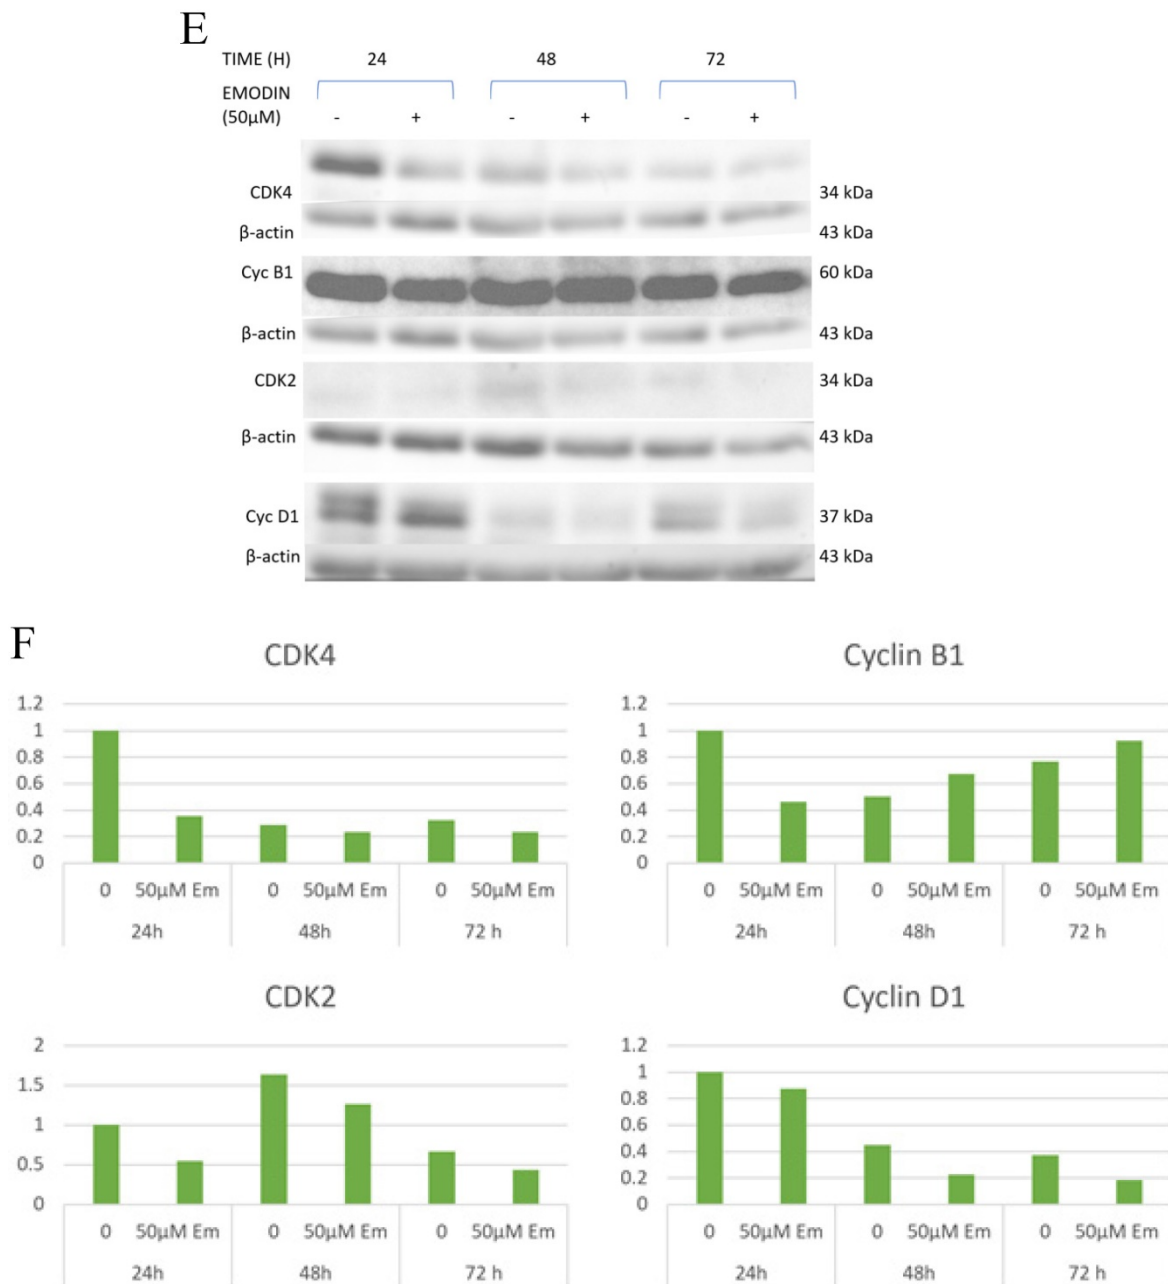 E
TIME (H) 24 48 72
EMODIN
(50µM) - + - + - +
CDK4 34 kDa
β-actin 43 kDa
Cyc B1 60 kDa
β-actin 43 kDa
CDK2 34 kDa
β-actin 43 kDa
Cyc D1 37 kDa
β-actin 43 kDa
F
CDK4
1.2
1
0.8
0.6
0.4
0.2
0
0 50µM Em 0 50µM Em 0 50µM Em
24h 48h 72 h
Cyclin B1
1.2
1
0.8
0.6
0.4
0.2
0
0 50µM Em 0 50µM Em 0 50µM Em
24h 48h 72 h
CDK2
2
1.5
1
0.5
0
0 50µM Em 0 50µM Em 0 50µM Em
24h 48h 72 h
Cyclin D1
1.2
1
0.8
0.6
0.4
0.2
0
0 50µM Em 0 50µM Em 0 50µM Em
24h 48h 72 h